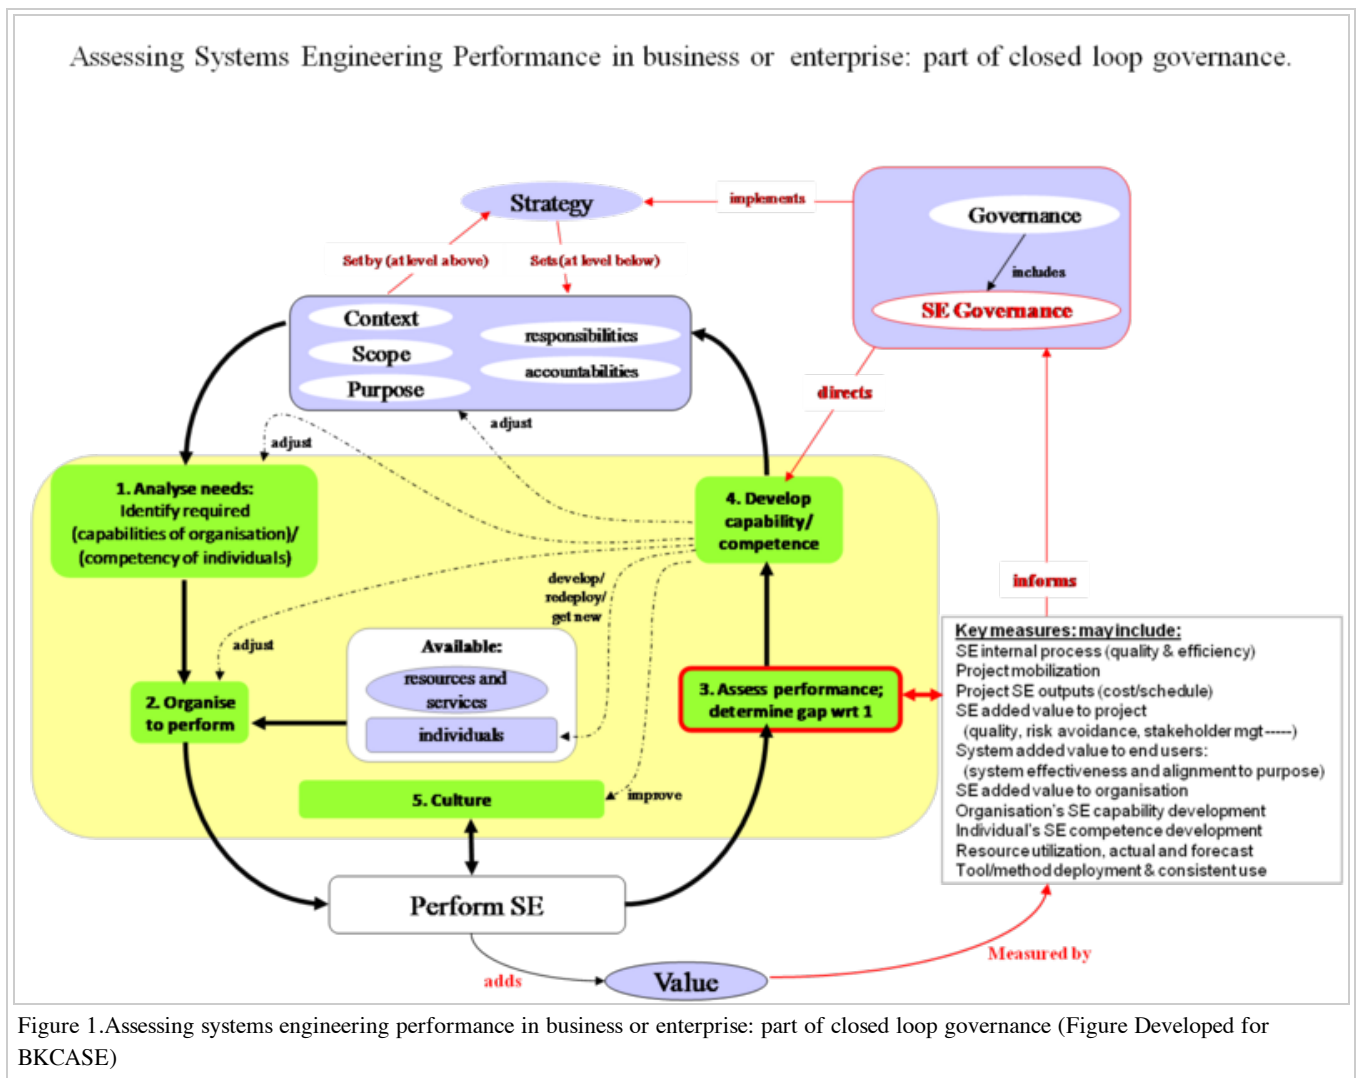 Assessing Systems Engineering Performance in business or enterprise: part of closed loop governance.
Strategy
implements
Governance
includes
SE Governance
Set by (at level above)
Sets (at level below)
Context
Scope
Purpose
responsibilities
accountabilities
directs
adjust
adjust
1. Analyse needs:
Identify required
(capabilities of organisation)/
(competency of individuals)
4. Develop
capability/
competence
informs
develop/
redeploy/
get new
adjust
Available:
resources and
services
individuals
2. Organise
to perform
3. Assess performance;
determine gap wrt 1
5. Culture
improve
Key measures: may include:
SE internal process (quality & efficiency)
Project mobilization
Project SE outputs (cost/schedule)
SE added value to project
(quality, risk avoidance, stakeholder mgt-----)
System added value to end users:
(system effectiveness and alignment to purpose)
SE added value to organisation
Organisation's SE capability development
Individual's SE competence development
Resource utilization, actual and forecast
Tool/method deployment & consistent use
Perform SE
adds
Value
Measured by
Figure 1.Assessing systems engineering performance in business or enterprise: part of closed loop governance (Figure Developed for
BKCASE)